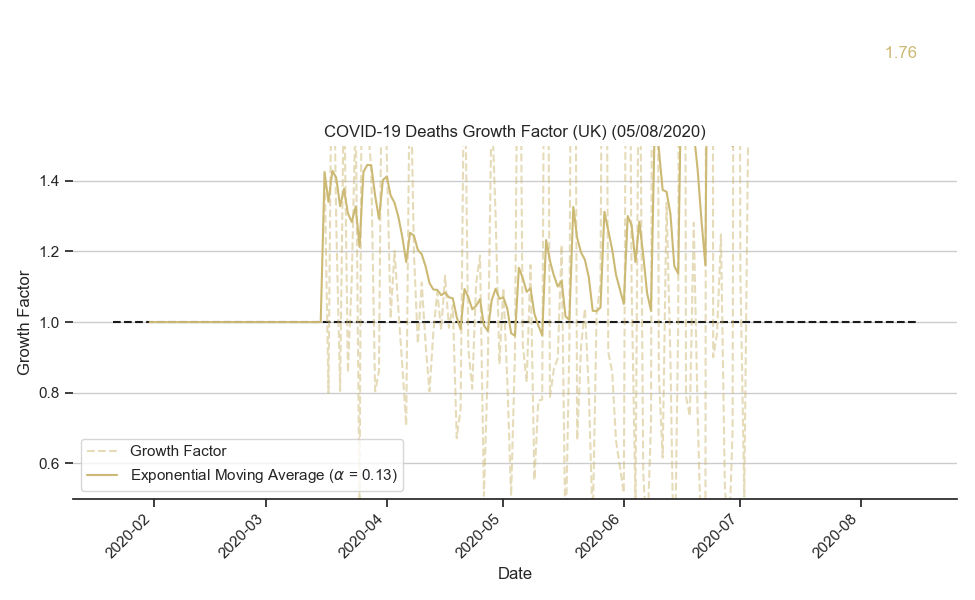 1.76
COVID-19 Deaths Growth Factor (UK) (05/08/2020)
Growth Factor
1.4
1.2
1.0
0.8
0.6
Growth Factor
Exponential Moving Average (α = 0.13)
2020-02
2020-03
2020-04
2020-05
2020-06
2020-07
2020-08
Date